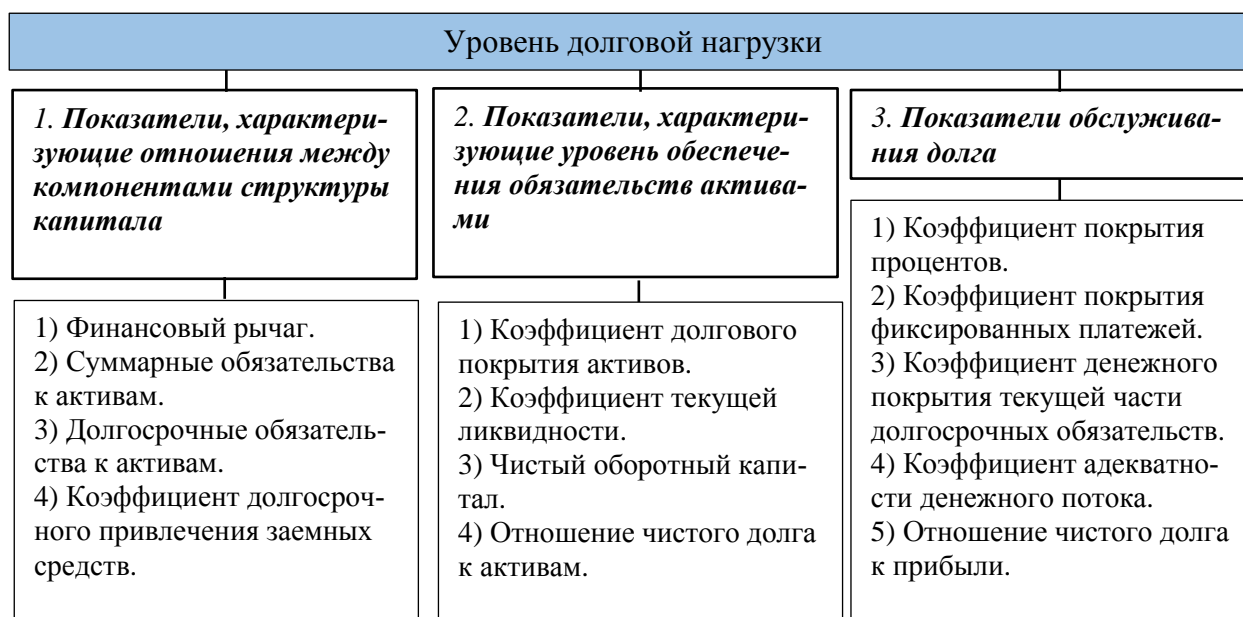 Уровень долговой нагрузки
1. Показатели, характери-
зующие отношения между
компонентами структуры
капитала
1) Финансовый рычаг.
2) Суммарные обязательства
к активам.
3) Долгосрочные обязатель-
ства к активам.
4) Коэффициент долгосроч-
ного привлечения заемных
средств.
2. Показатели, характери-
зующие уровень обеспече-
ния обязательств актива-
ми
1) Коэффициент долгового
покрытия активов.
2) Коэффициент текущей
ликвидности.
3) Чистый оборотный капи-
тал.
4) Отношение чистого долга
к активам.
3. Показатели обслужива-
ния долга
1) Коэффициент покрытия
процентов.
2) Коэффициент покрытия
фиксированных платежей.
3) Коэффициент денежного
покрытия текущей части
долгосрочных обязательств.
4) Коэффициент адекватно-
сти денежного потока.
5) Отношение чистого долга
к прибыли.